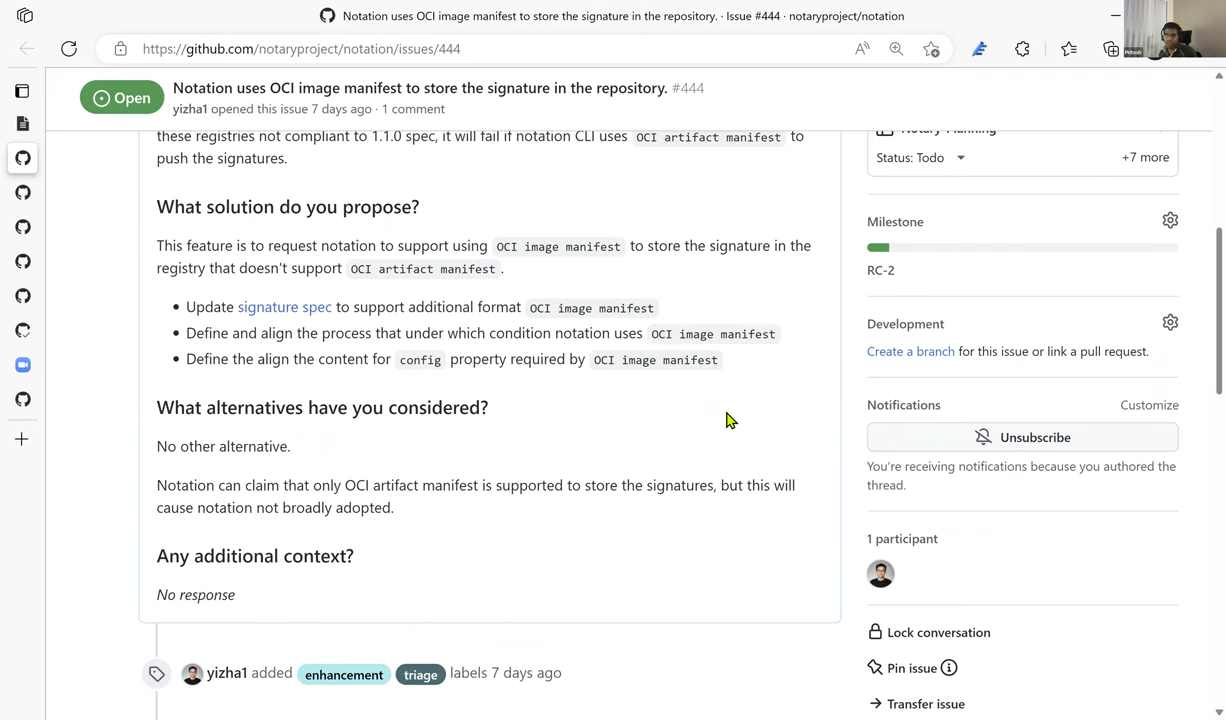 Notation uses OCI image manifest to store the signature in the repository. · Issue #444 · notaryproject/notation
https://github.com/notaryproject/notation/issues/444
Pritesh
Open
Notation uses OCI image manifest to store the signature in the repository. #444
yizha1 opened this issue 7 days ago · 1 comment
these registries not compliant to 1.1.0 spec, it will fail if notation CLI uses OCI artifact manifest to
push the signatures.
What solution do you propose?
This feature is to request notation to support using OCI image manifest to store the signature in the
registry that doesn't support OCI artifact manifest .
• Update signature spec to support additional format OCI image manifest
• Define and align the process that under which condition notation uses OCI image manifest
• Define the align the content for config property required by OCI image manifest
What alternatives have you considered?
No other alternative.
Notation can claim that only OCI artifact manifest is supported to store the signatures, but this will
cause notation not broadly adopted.
Any additional context?
No response
yizha1 added enhancement triage labels 7 days ago
Notary Planning
Status: Todo +7 more
Milestone
RC-2
Development
Create a branch for this issue or link a pull request.
Notifications Customize
Unsubscribe
You're receiving notifications because you authored the
thread.
1 participant
Lock conversation
Pin issue
Transfer issue